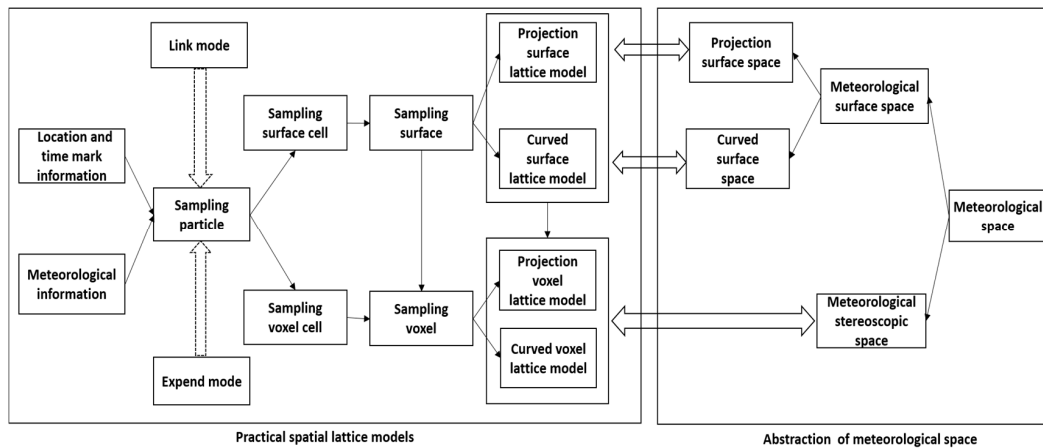 Link mode
Location and
time mark
information
Meteorological
information
Sampling
particle
Expend mode
Sampling
surface cell
Sampling
voxel cell
Sampling
surface
Sampling
voxel
Projection
surface
lattice model
Curved
surface
lattice model
Projection
voxel
lattice model
Curved voxel
lattice model
Practical spatial lattice models
Projection
surface space
Curved
surface
space
Meteorological
surface space
Meteorological
stereoscopic
space
Meteorological
space
Abstraction of meteorological space